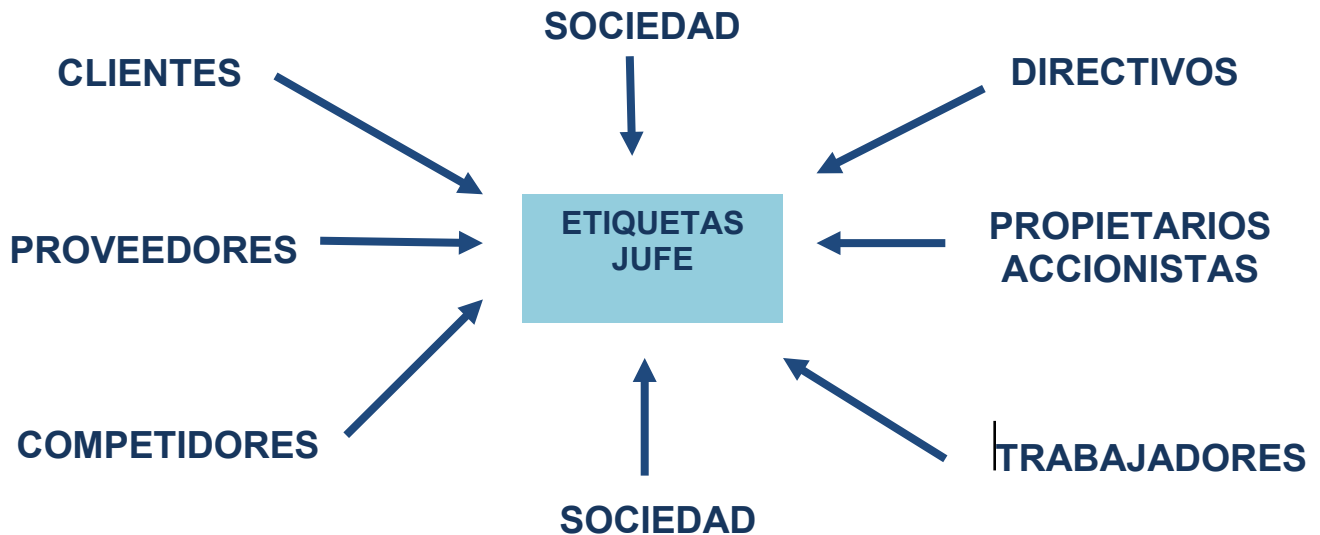 SOCIEDAD
CLIENTES
DIRECTIVOS
ETIQUETAS
JUFE
PROVEEDORES
PROPIETARIOS
ACCIONISTAS
COMPETIDORES
TRABAJADORES
SOCIEDAD